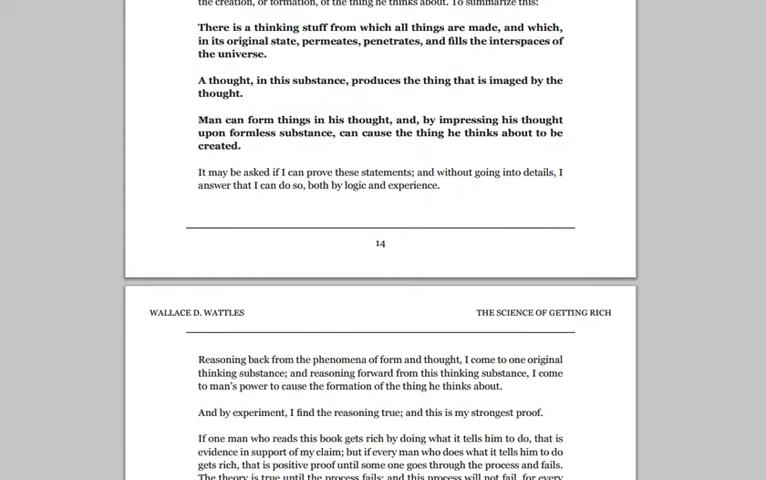 the creation, or formation, of the thing he thinks about. To summarize this:
There is a thinking stuff from which all things are made, and which,
in its original state, permeates, penetrates, and fills the interspaces of
the universe.
A thought, in this substance, produces the thing that is imaged by the
thought.
Man can form things in his thought, and, by impressing his thought
upon formless substance, can cause the thing he thinks about to be
created.
It may be asked if I can prove these statements; and without going into details, I
answer that I can do so, both by logic and experience.
14
WALLACE D. WATTLES THE SCIENCE OF GETTING RICH
Reasoning back from the phenomena of form and thought, I come to one original
thinking substance; and reasoning forward from this thinking substance, I come
to man's power to cause the formation of the thing he thinks about.
And by experiment, I find the reasoning true; and this is my strongest proof.
If one man who reads this book gets rich by doing what it tells him to do, that is
evidence in support of my claim; but if every man who does what it tells him to do
gets rich, that is positive proof until some one goes through the process and fails.
The theory is true until the process fails; and this process will not fail, for every